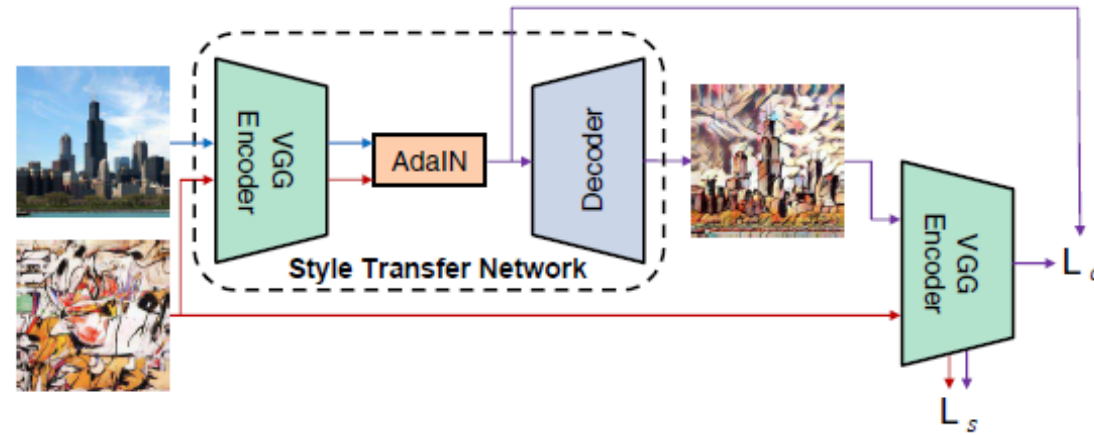 VGG
Encoder
AdaIN
Decoder
Style Transfer Network
VGG
Encoder
L c
L s